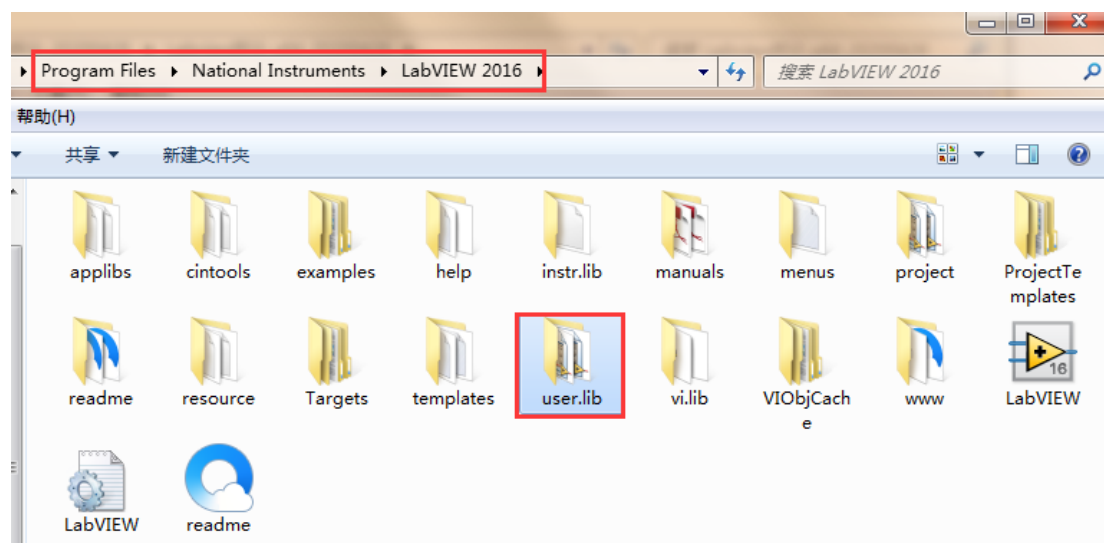 Program Files National Instruments LabVIEW 2016 搜索 LabVIEW 2016
帮助(H)
共享 新建文件夹
applibs cintools examples help instr.lib manuals menus project ProjectTe
mplates
readme resource Targets templates user.lib vi.lib VIObjCach www LabVIEW
e
LabVIEW readme